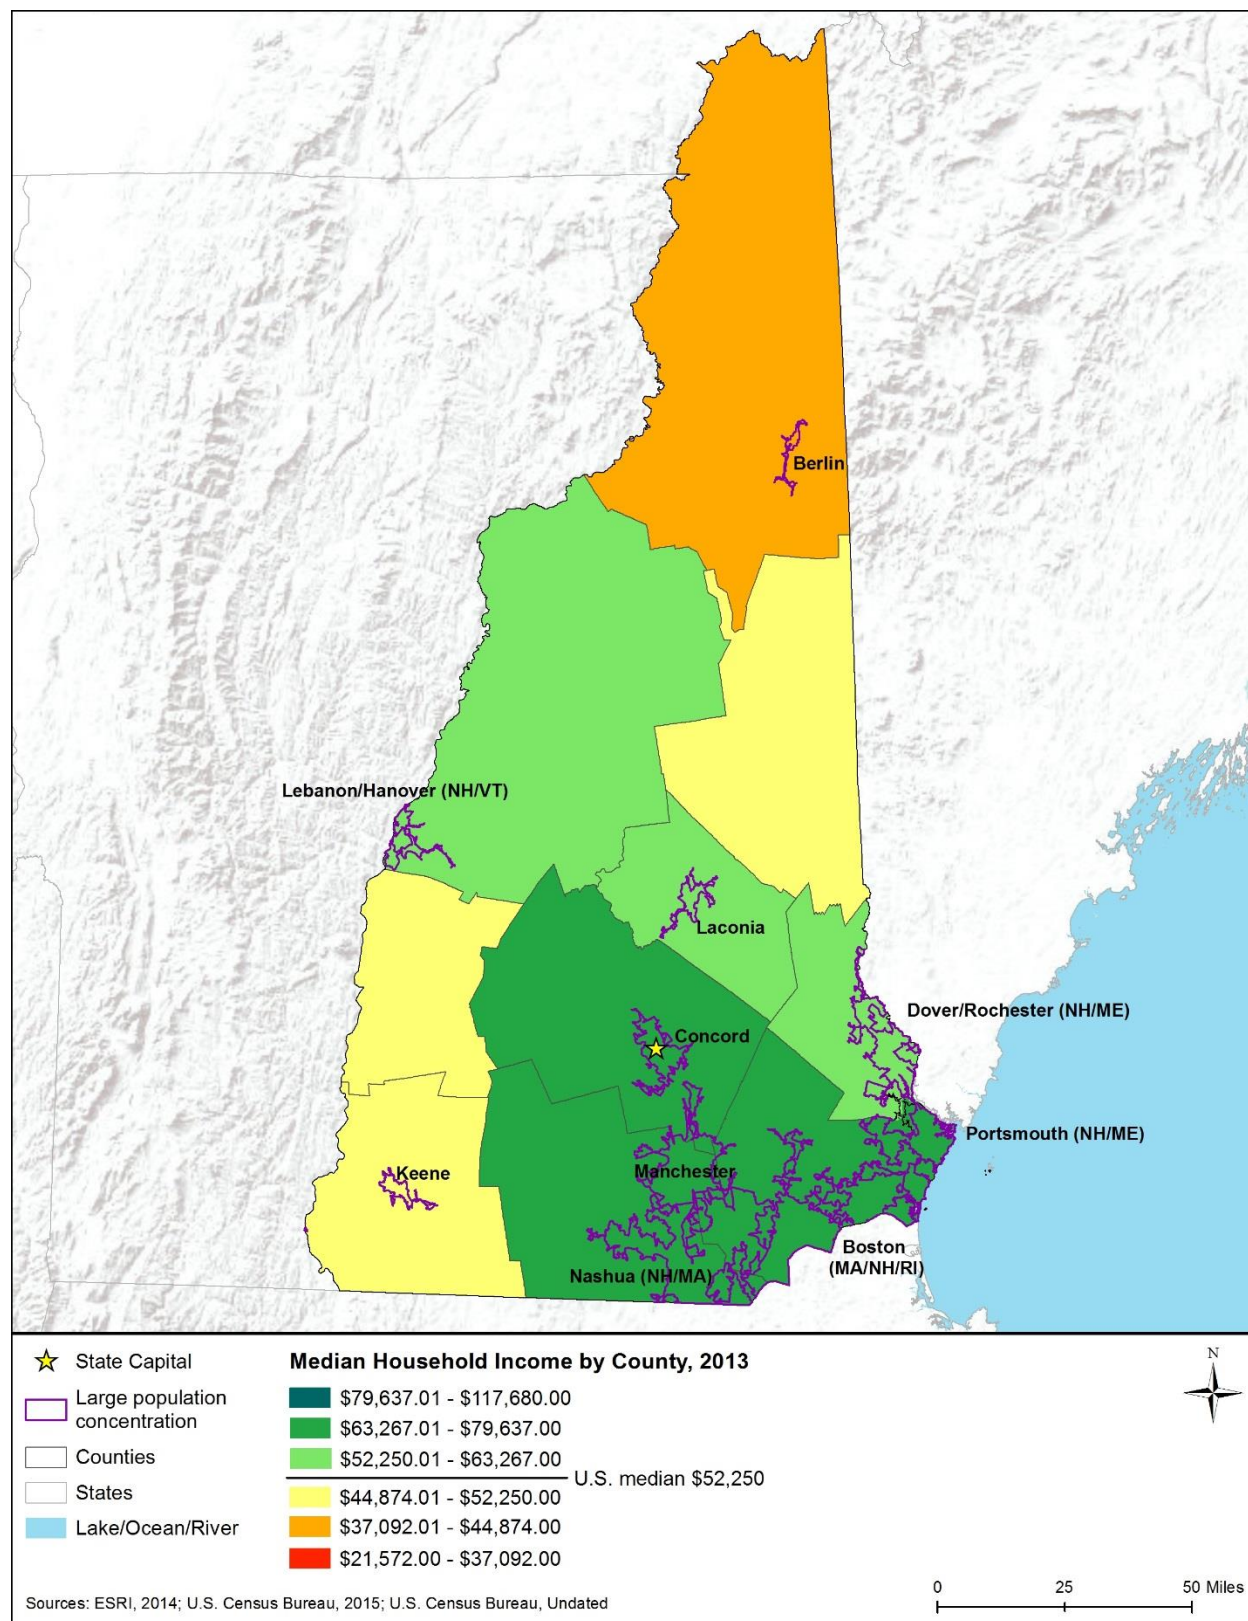 Berlin
Lebanon/Hanover (NH/VT)
Laconia
Dover/Rochester (NH/ME)
Concord
Portsmouth (NH/ME)
Manchester
Keene
Boston
(MA/NH/RI)
Nashua (NH/MA)
State Capital
Large population
concentration
Counties
States
Lake/Ocean/River
Median Household Income by County, 2013
$79,637.01 - $117,680.00
$63,267.01 - $79,637.00
$52,250.01 - $63,267.00
U.S. median $52,250
$44,874.01 - $52,250.00
$37,092.01 - $44,874.00
$21,572.00 - $37,092.00
N
0 25 50 Miles
Sources: ESRI, 2014; U.S. Census Bureau, 2015; U.S. Census Bureau, Undated